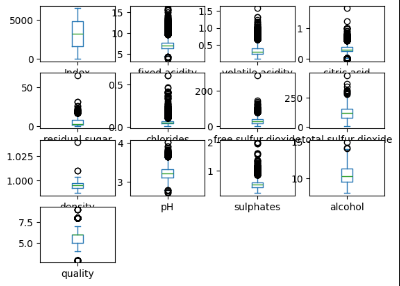 5000
0
Index
15
10
5
fixed acidity
1.5
1.0
0.5
volatile acidity
1
0
citric acid
50
0
residual sugar
0.5
0.0
chlorides
200
0
free sulfur dioxide
250
0
total sulfur dioxide
1.025
1.000
density
4
3
pH
2
1
sulphates
15
10
alcohol
7.5
5.0
quality